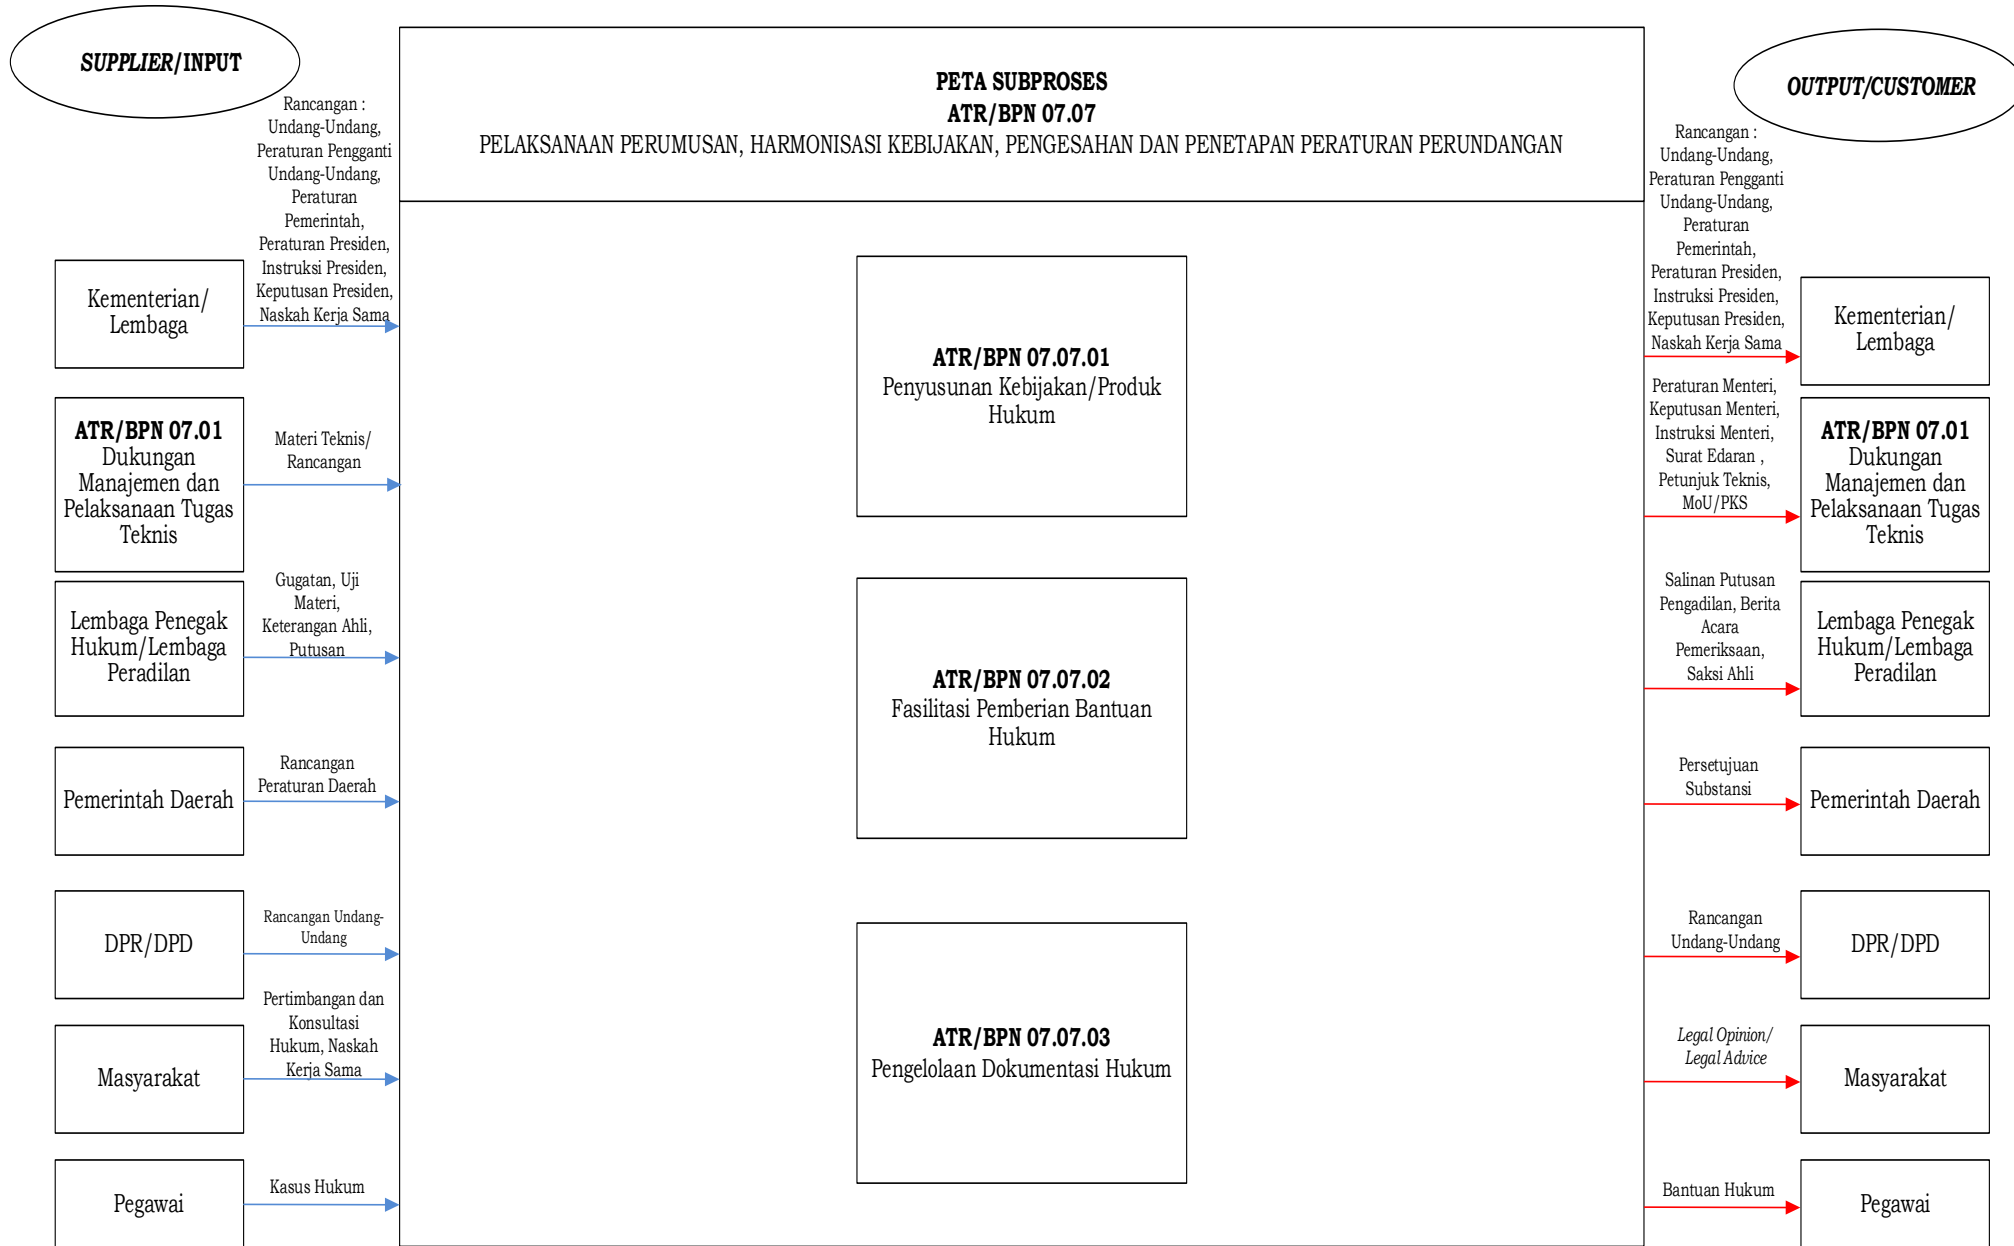 SUPPLIER/INPUT
PETA SUBPROSES
ATR/BPN 07.07
PELAKSANAAN PERUMUSAN, HARMONISASI KEBIJAKAN, PENGESAHAN DAN PENETAPAN PERATURAN PERUNDANGAN
OUTPUT/CUSTOMER
Kementerian/
Lembaga
Rancangan :
Undang-Undang,
Peraturan Pengganti
Undang-Undang,
Peraturan
Pemerintah,
Peraturan Presiden,
Instruksi Presiden,
Keputusan Presiden,
Naskah Kerja Sama
ATR/BPN 07.01
Dukungan
Manajemen dan
Pelaksanaan Tugas
Teknis
Materi Teknis/
Rancangan
Lembaga Penegak
Hukum/Lembaga
Peradilan
Gugatan, Uji
Materi,
Keterangan Ahli,
Putusan
Pemerintah Daerah
Rancangan
Peraturan Daerah
DPR/DPD
Rancangan Undang-
Undang
Masyarakat
Pertimbangan dan
Konsultasi
Hukum, Naskah
Kerja Sama
Pegawai
Kasus Hukum
ATR/BPN 07.07.01
Penyusunan Kebijakan/Produk
Hukum
ATR/BPN 07.07.02
Fasilitasi Pemberian Bantuan
Hukum
ATR/BPN 07.07.03
Pengelolaan Dokumentasi Hukum
Rancangan :
Undang-Undang,
Peraturan Pengganti
Undang-Undang,
Peraturan
Pemerintah,
Peraturan Presiden,
Instruksi Presiden,
Keputusan Presiden,
Naskah Kerja Sama
Kementerian/
Lembaga
Peraturan Menteri,
Keputusan Menteri,
Instruksi Menteri,
Surat Edaran ,
Petunjuk Teknis,
MoU/PKS
ATR/BPN 07.01
Dukungan
Manajemen dan
Pelaksanaan Tugas
Teknis
Salinan Putusan
Pengadilan, Berita
Acara
Pemeriksaan,
Saksi Ahli
Lembaga Penegak
Hukum/Lembaga
Peradilan
Persetujuan
Substansi
Pemerintah Daerah
Rancangan
Undang-Undang
DPR/DPD
Legal Opinion/
Legal Advice
Masyarakat
Bantuan Hukum
Pegawai